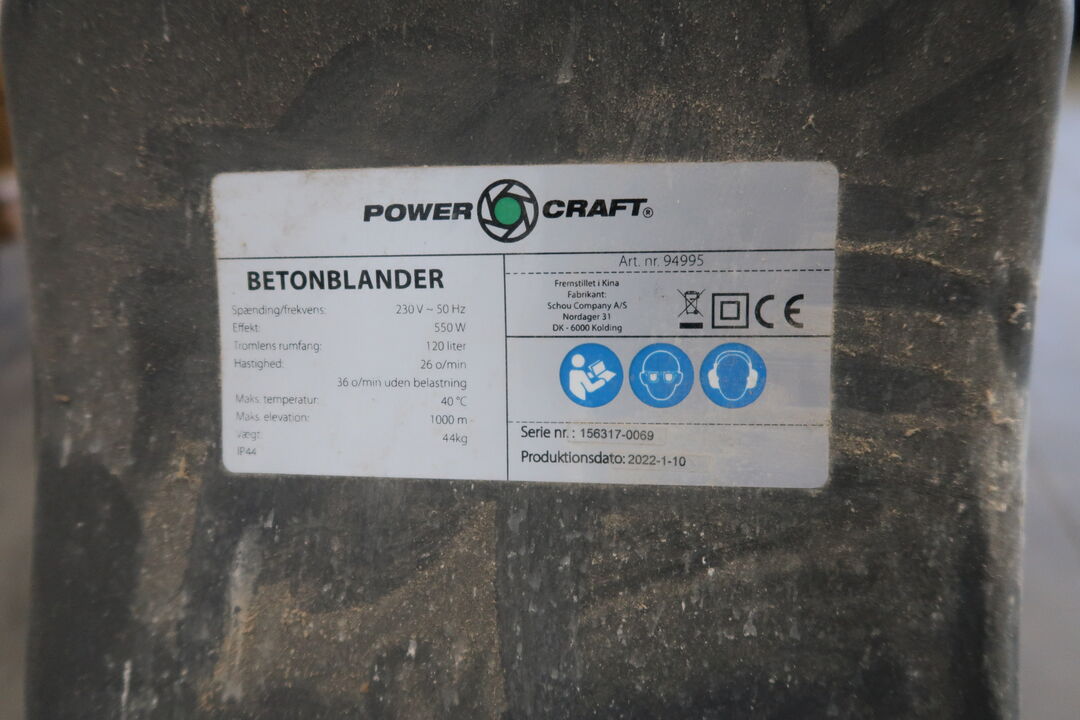 POWER CRAFT®
BETONBLANDER
Spænding/frekvens: 230 V ~ 50 Hz
Effekt: 550 W
Tromlens rumfang: 120 liter
Hastighed: 26 o/min
36 o/min uden belastning
Maks. temperatur: 40 °C
Maks. elevation: 1000 m
Vægt: 44kg
IP44
Art. nr. 94995
Fremstillet i Kina
Fabrikant:
Schou Company A/S
Nordager 31
DK - 6000 Kolding
CE
Serie nr. : 156317-0069
Produktionsdato: 2022-1-10